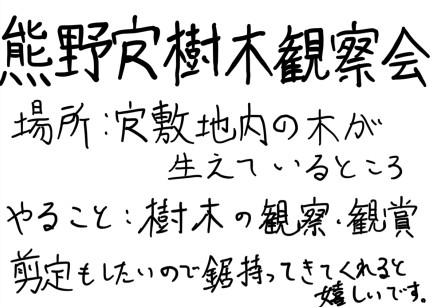 熊野穴樹木観察会
場所:穴敷地内の木が
生えているところ
やること:樹木の観察・観賞
剪定もしたいので鋸持ってきてくれると
嬉しいです。